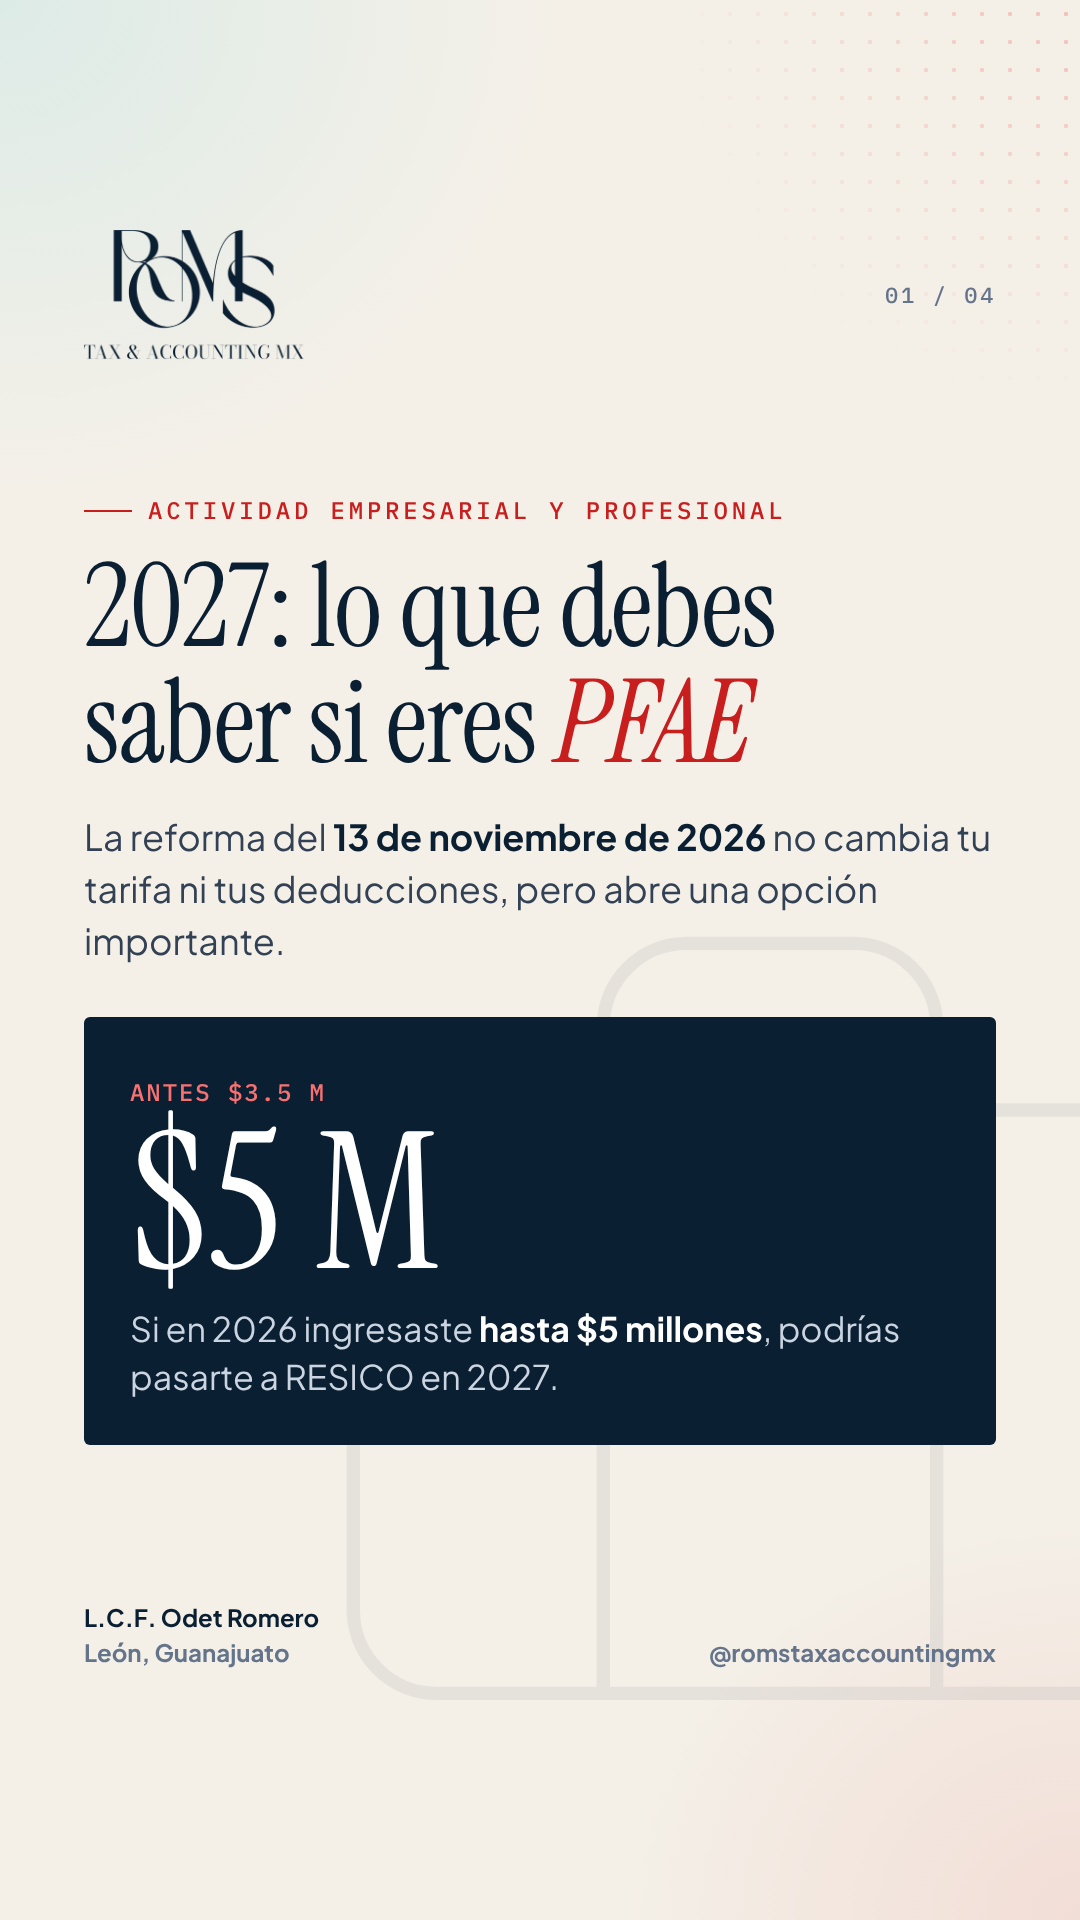 ROMS
TAX & ACCOUNTING MX
01 / 04
ACTIVIDAD EMPRESARIAL Y PROFESIONAL
2027: lo que debes
saber si eres PFAE
La reforma del 13 de noviembre de 2026 no cambia tu
tarifa ni tus deducciones, pero abre una opción
importante.
ANTES $3.5 M
$5 M
Si en 2026 ingresaste hasta $5 millones, podrías
pasarte a RESICO en 2027.
L.C.F. Odet Romero
León, Guanajuato
@romstaxaccountingmx